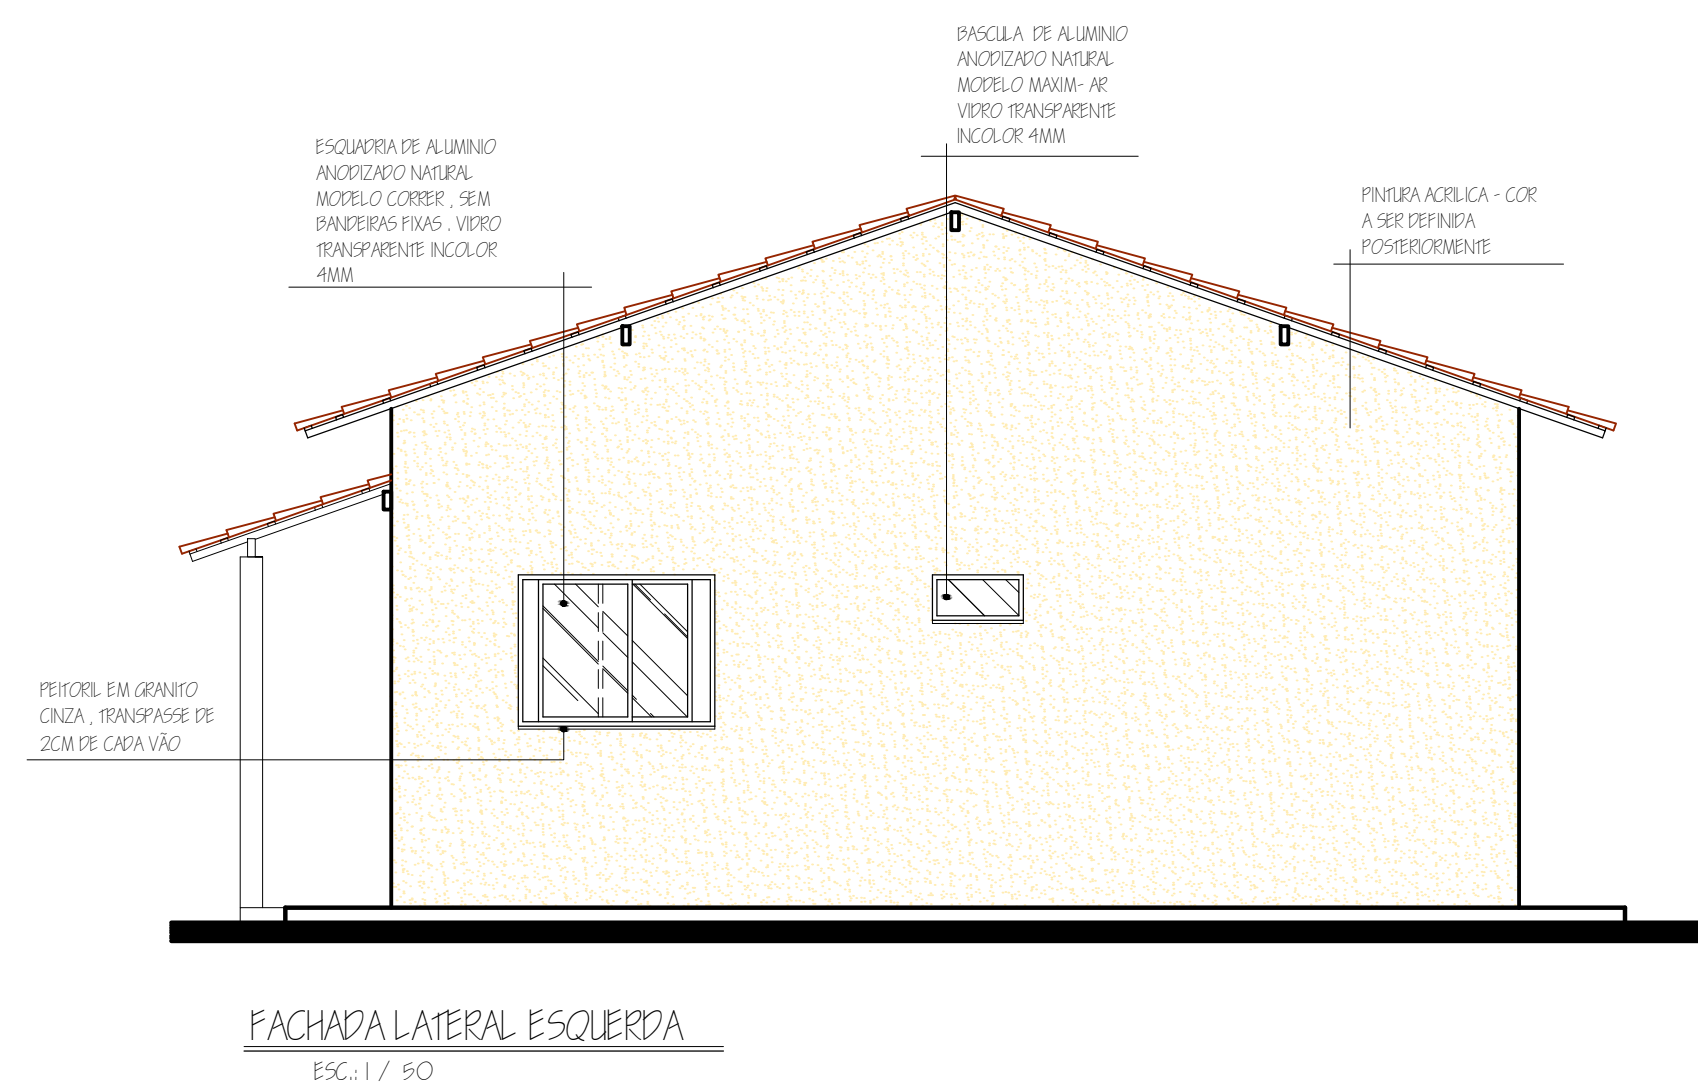 BASCULA DE ALUMINIO
ANODIZADO NATURAL
MODELO MAXIM- AR
VIDRO TRANSPARENTE
INCOLOR 4MM
ESQUADRIA DE ALUMINIO
ANODIZADO NATURAL
MODELO CORRER , SEM
BANDEIRAS FIXAS , VIDRO
TRANSPARENTE INCOLOR
4MM
PINTURA ACRILICA - COR
A SER DEFINIDA
POSTERIORMENTE
PEITORIL EM GRANITO
CINZA , TRANSPASSE DE
2CM DE CADA VÃO
FACHADA LATERAL ESQUERDA
ESC.: 1 / 50